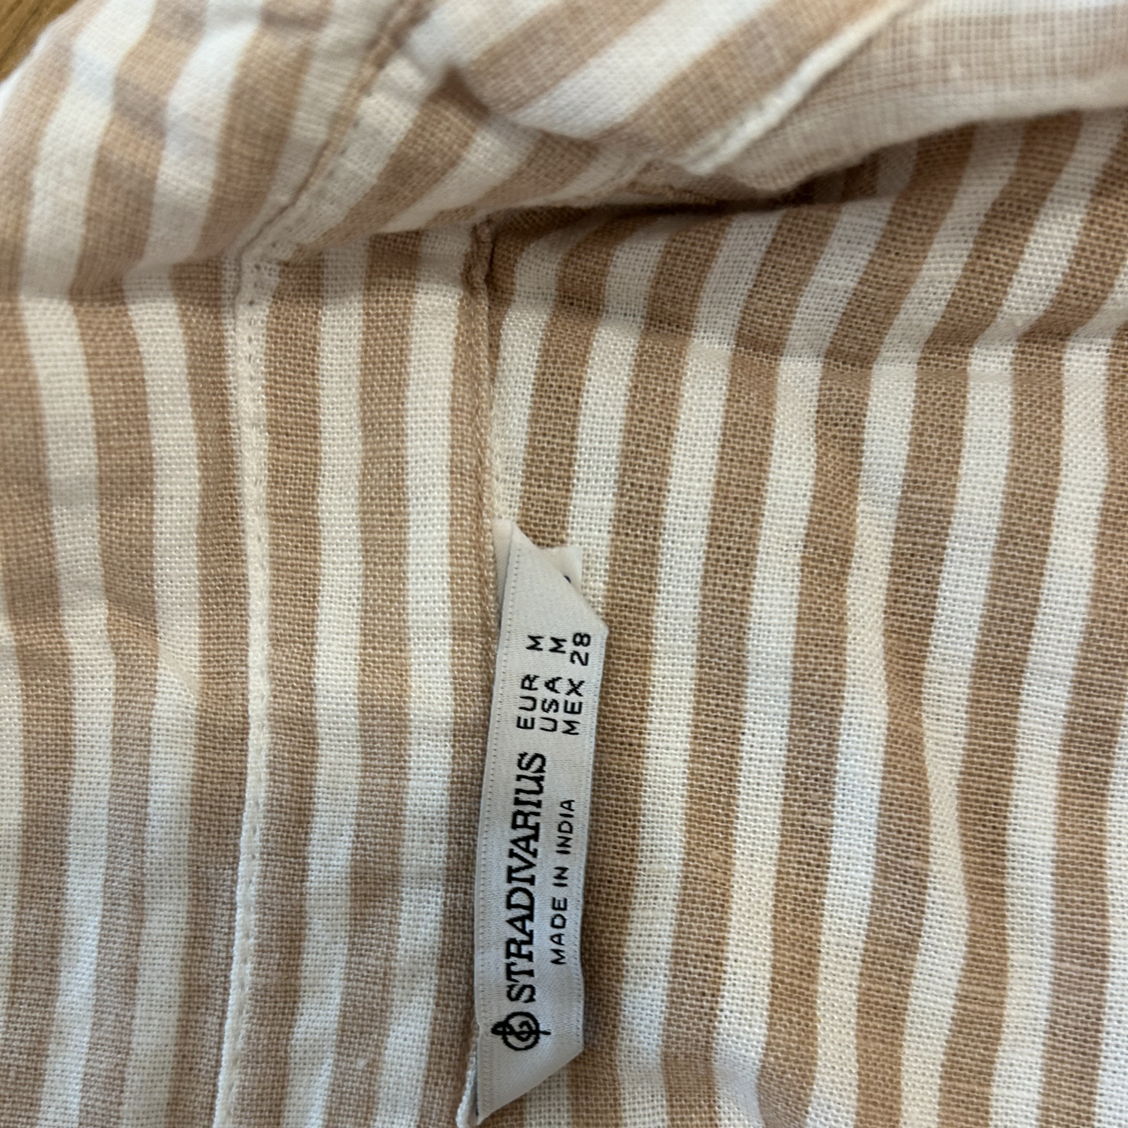 STRADIVARIUS
MADE IN INDIA
EUR M
USA M
MEX 28